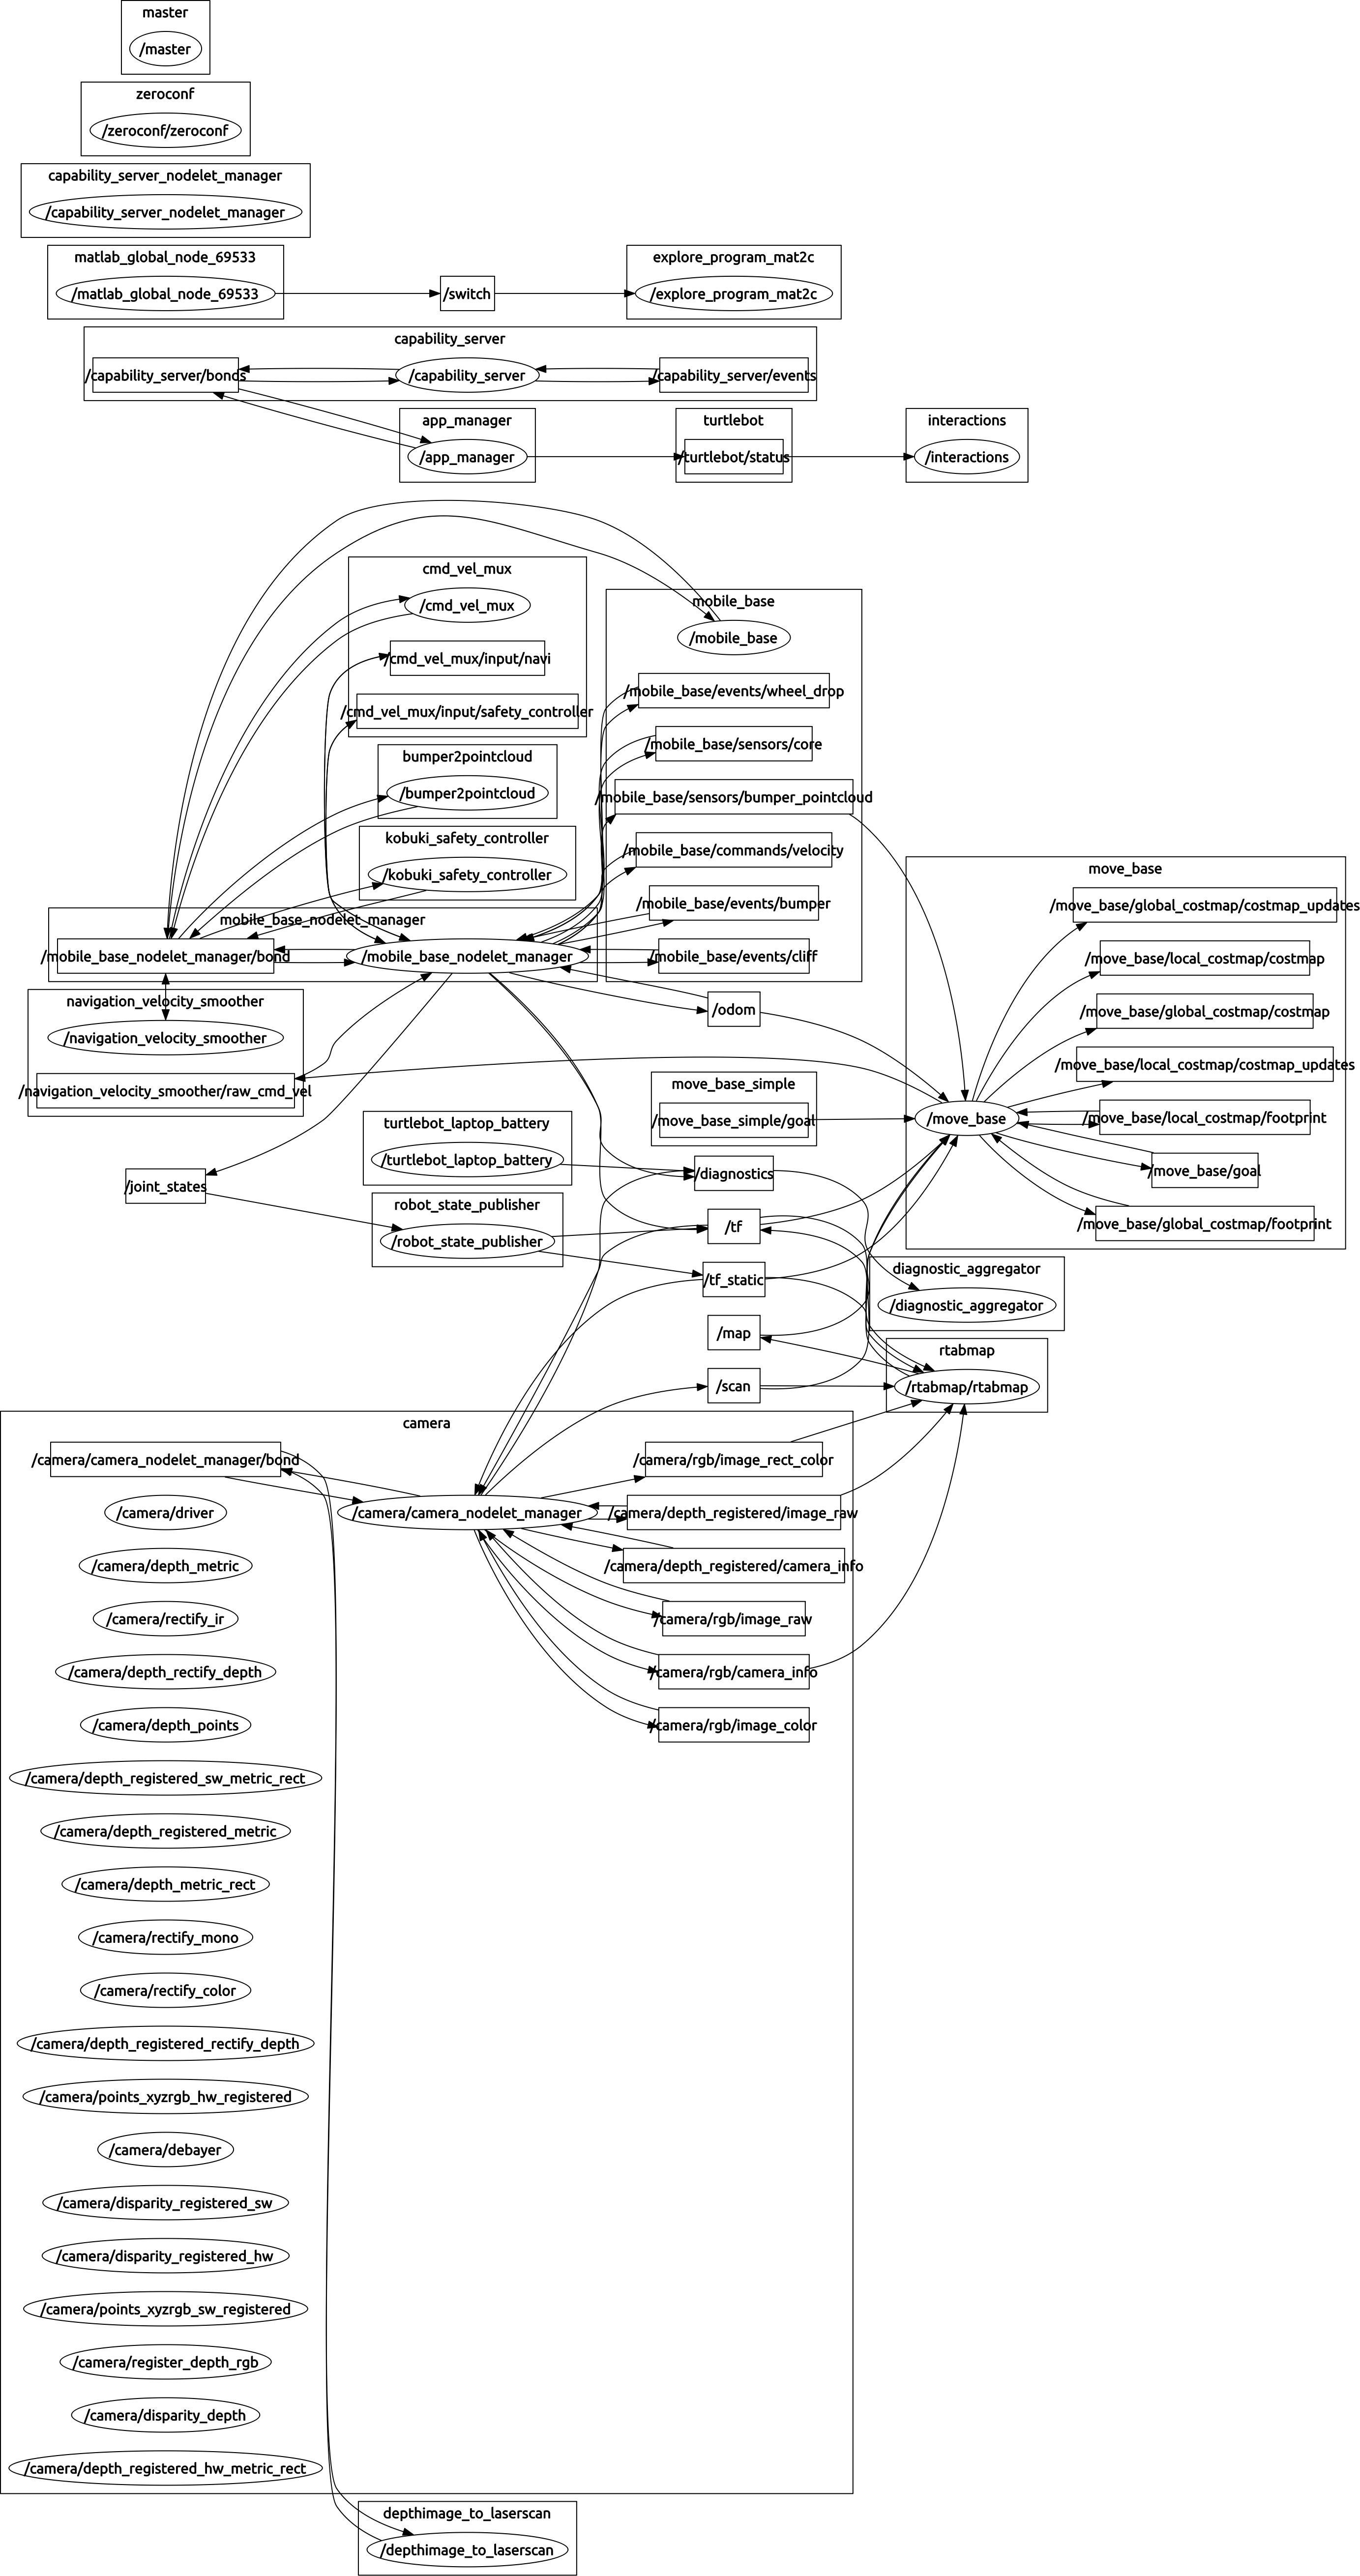 master
/master
zeroconf
/zeroconf/zeroconf
capability_server_nodelet_manager
/capability_server_nodelet_manager
matlab_global_node_69533
/matlab_global_node_69533
/switch
explore_program_mat2c
/explore_program_mat2c
capability_server
/capability_server/bonds
/capability_server
/capability_server/events
app_manager
/app_manager
turtlebot
/turtlebot/status
interactions
/interactions
cmd_vel_mux
/cmd_vel_mux
/cmd_vel_mux/input/navi
/cmd_vel_mux/input/safety_controller
mobile_base
/mobile_base
/mobile_base/events/wheel_drop
/mobile_base/sensors/core
/mobile_base/sensors/bumper_pointcloud
/mobile_base/commands/velocity
/mobile_base/events/bumper
/mobile_base/events/cliff
bumper2pointcloud
/bumper2pointcloud
kobuki_safety_controller
/kobuki_safety_controller
mobile_base_nodelet_manager
/mobile_base_nodelet_manager/bond
/mobile_base_nodelet_manager
navigation_velocity_smoother
/navigation_velocity_smoother
/navigation_velocity_smoother/raw_cmd_vel
/odom
move_base
/move_base/global_costmap/costmap_updates
/move_base/local_costmap/costmap
/move_base/global_costmap/costmap
/move_base/local_costmap/costmap_updates
/move_base
/move_base/local_costmap/footprint
/move_base/goal
/move_base/global_costmap/footprint
move_base_simple
/move_base_simple/goal
turtlebot_laptop_battery
/turtlebot_laptop_battery
/diagnostics
/joint_states
robot_state_publisher
/robot_state_publisher
/tf
/tf_static
diagnostic_aggregator
/diagnostic_aggregator
/map
rtabmap
/rtabmap/rtabmap
/scan
camera
/camera/camera_nodelet_manager/bond
/camera/camera_nodelet_manager
/camera/rgb/image_rect_color
/camera/depth_registered/image_raw
/camera/depth_registered/camera_info
/camera/rgb/image_raw
/camera/rgb/camera_info
/camera/rgb/image_color
/camera/driver
/camera/depth_metric
/camera/rectify_ir
/camera/depth_rectify_depth
/camera/depth_points
/camera/depth_registered_sw_metric_rect
/camera/depth_registered_metric
/camera/depth_metric_rect
/camera/rectify_mono
/camera/rectify_color
/camera/depth_registered_rectify_depth
/camera/points_xyzrgb_hw_registered
/camera/debayer
/camera/disparity_registered_sw
/camera/disparity_registered_hw
/camera/points_xyzrgb_sw_registered
/camera/register_depth_rgb
/camera/disparity_depth
/camera/depth_registered_hw_metric_rect
depthimage_to_laserscan
/depthimage_to_laserscan